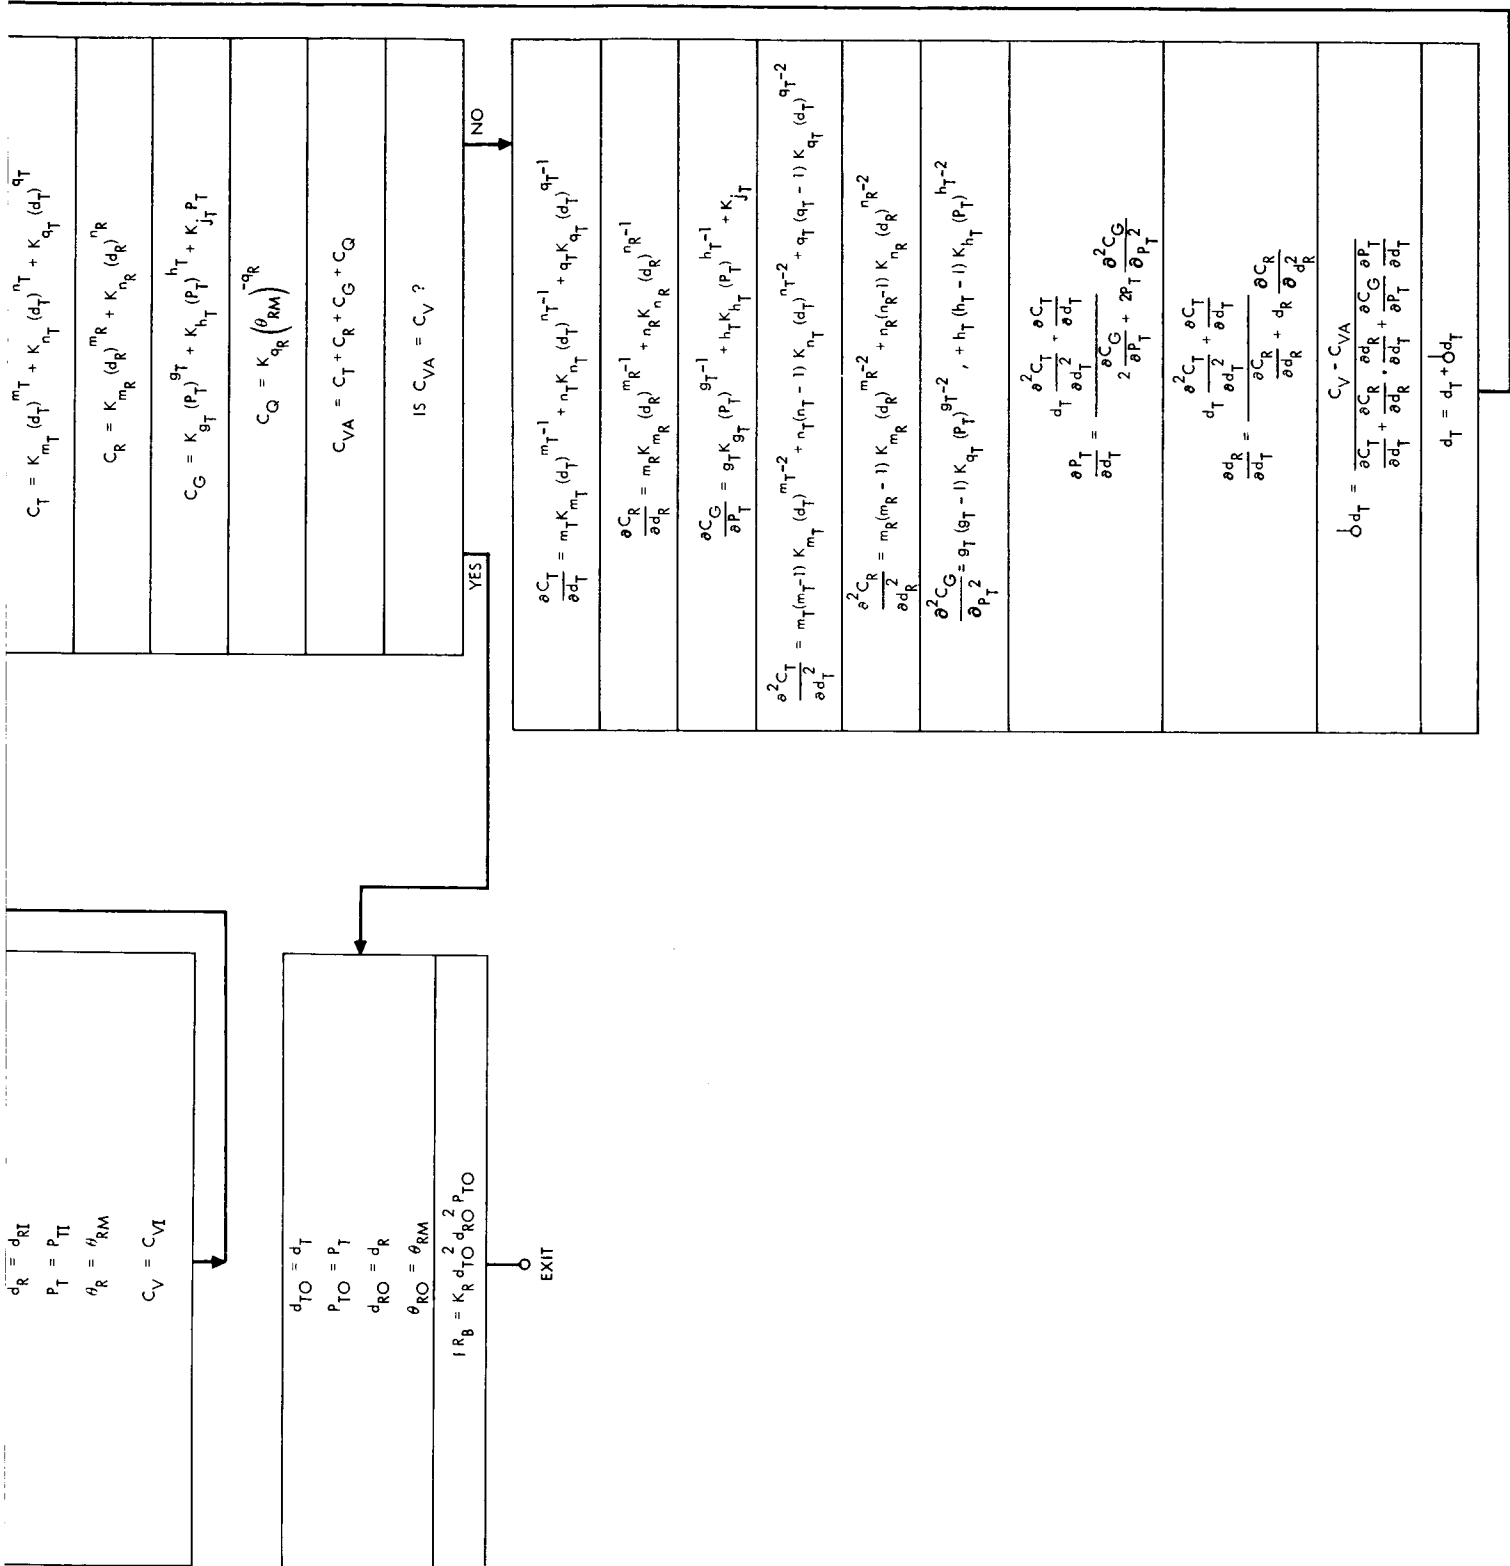 C_T = K_{m_T} (d_T)^{m_T} + K_{n_T} (d_T)^{n_T} + K_{q_T} (d_T)^{q_T}
C_R = K_{m_R} (d_R)^{m_R} + K_{n_R} (d_R)^{n_R}
C_G = K_{g_T} (P_T)^{g_T} + K_{h_T} (P_T)^{h_T} + K_{j_T} P_T
C_Q = K_{q_R} (θ_{RM})^{-q_R}
C_{VA} = C_T + C_R + C_G + C_Q
IS C_{VA} = C_V ?
YES
NO
∂C_T/∂d_T = m_T K_{m_T} (d_T)^{m_T-1} + n_T K_{n_T} (d_T)^{n_T-1} + q_T K_{q_T} (d_T)^{q_T-1}
∂C_R/∂d_R = m_R K_{m_R} (d_R)^{m_R-1} + n_R K_{n_R} (d_R)^{n_R-1}
∂C_G/∂P_T = g_T K_{g_T} (P_T)^{g_T-1} + h_T K_{h_T} (P_T)^{h_T-1} + K_{j_T}
∂²C_T/∂d_T² = m_T(m_T-1) K_{m_T} (d_T)^{m_T-2} + n_T(n_T - 1) K_{n_T} (d_T)^{n_T-2} + q_T (q_T - 1) K_{q_T} (d_T)^{q_T-2}
∂²C_R/∂d_R² = m_R(m_R - 1) K_{m_R} (d_R)^{m_R-2} + n_R(n_R-1) K_{n_R} (d_R)^{n_R-2}
∂²C_G/∂P_T² = g_T (g_T - 1) K_{q_T} (P_T)^{g_T-2} , + h_T (h_T - 1) K_{h_T} (P_T)^{h_T-2}
∂P_T/∂d_T = (d_T ∂²C_T/∂d_T² + ∂C_T/∂d_T) / (2 ∂C_G/∂P_T + 2P_T ∂²C_G/∂P_T²)
∂d_R/∂d_T = (d_T ∂²C_T/∂d_T² + ∂C_T/∂d_T) / (∂C_R/∂d_R + d_R ∂C_R/∂d_R²)
δd_T = (C_V - C_{VA}) / (∂C_T/∂d_T + ∂C_R/∂d_R · ∂d_R/∂d_T + ∂C_G/∂P_T ∂P_T/∂d_T)
d_T = d_T + δd_T
d_R = d_{RI}
P_T = P_{TI}
θ_R = θ_{RM}
C_V = C_{VI}
d_{TO} = d_T
P_{TO} = P_T
d_{RO} = d_R
θ_{RO} = θ_{RM}
I R_B = K_R d_{TO}² d_{RO}² P_{TO}
EXIT